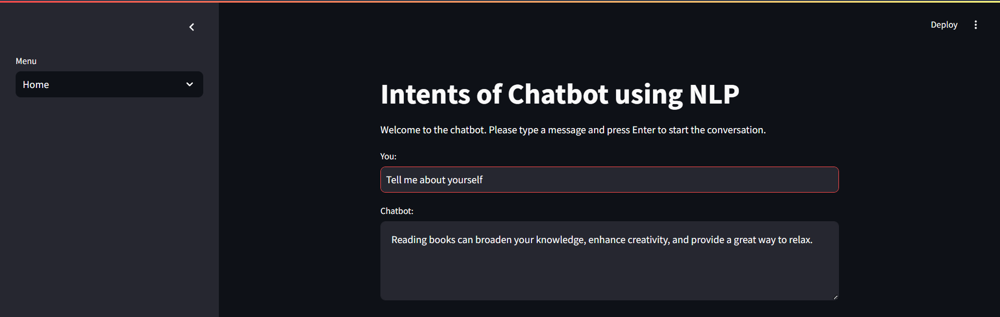 Deploy
Menu
Home
Intents of Chatbot using NLP
Welcome to the chatbot. Please type a message and press Enter to start the conversation.
You:
Tell me about yourself
Chatbot:
Reading books can broaden your knowledge, enhance creativity, and provide a great way to relax.